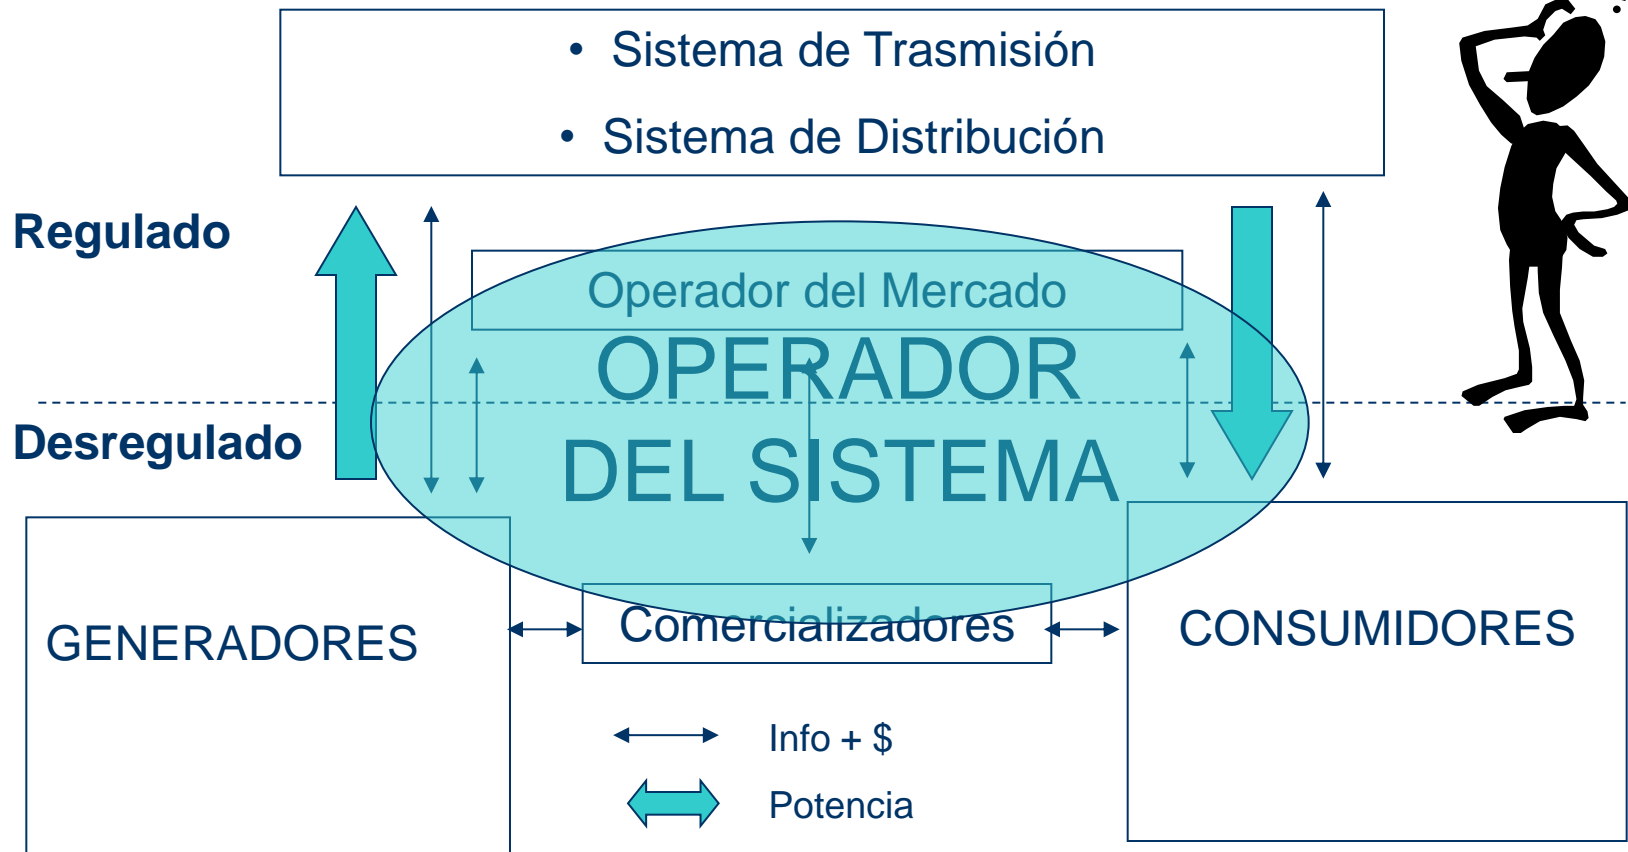 • Sistema de Trasmisión
• Sistema de Distribución
Regulado
Operador del Mercado
OPERADOR
DEL SISTEMA
Desregulado
GENERADORES
Comercializadores
CONSUMIDORES
Info + $
Potencia